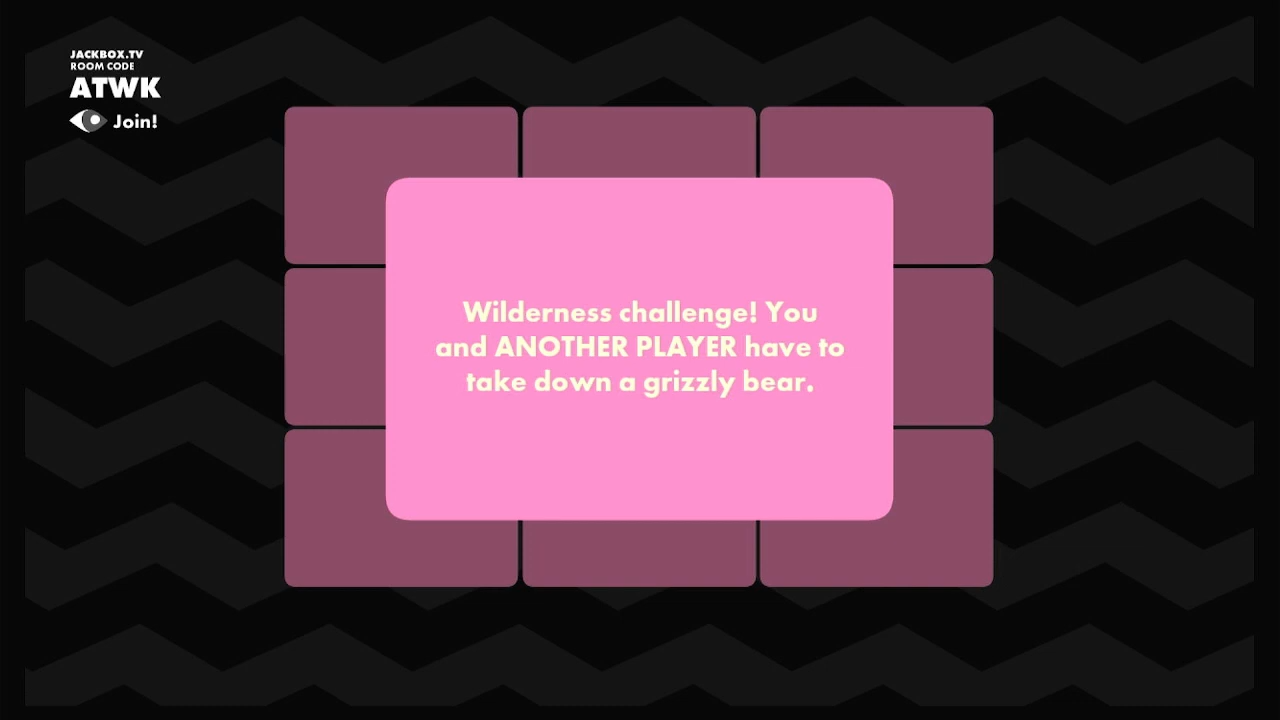 JACKBOX.TV
ROOM CODE
ATWK
Join!
Wilderness challenge! You
and ANOTHER PLAYER have to
take down a grizzly bear.